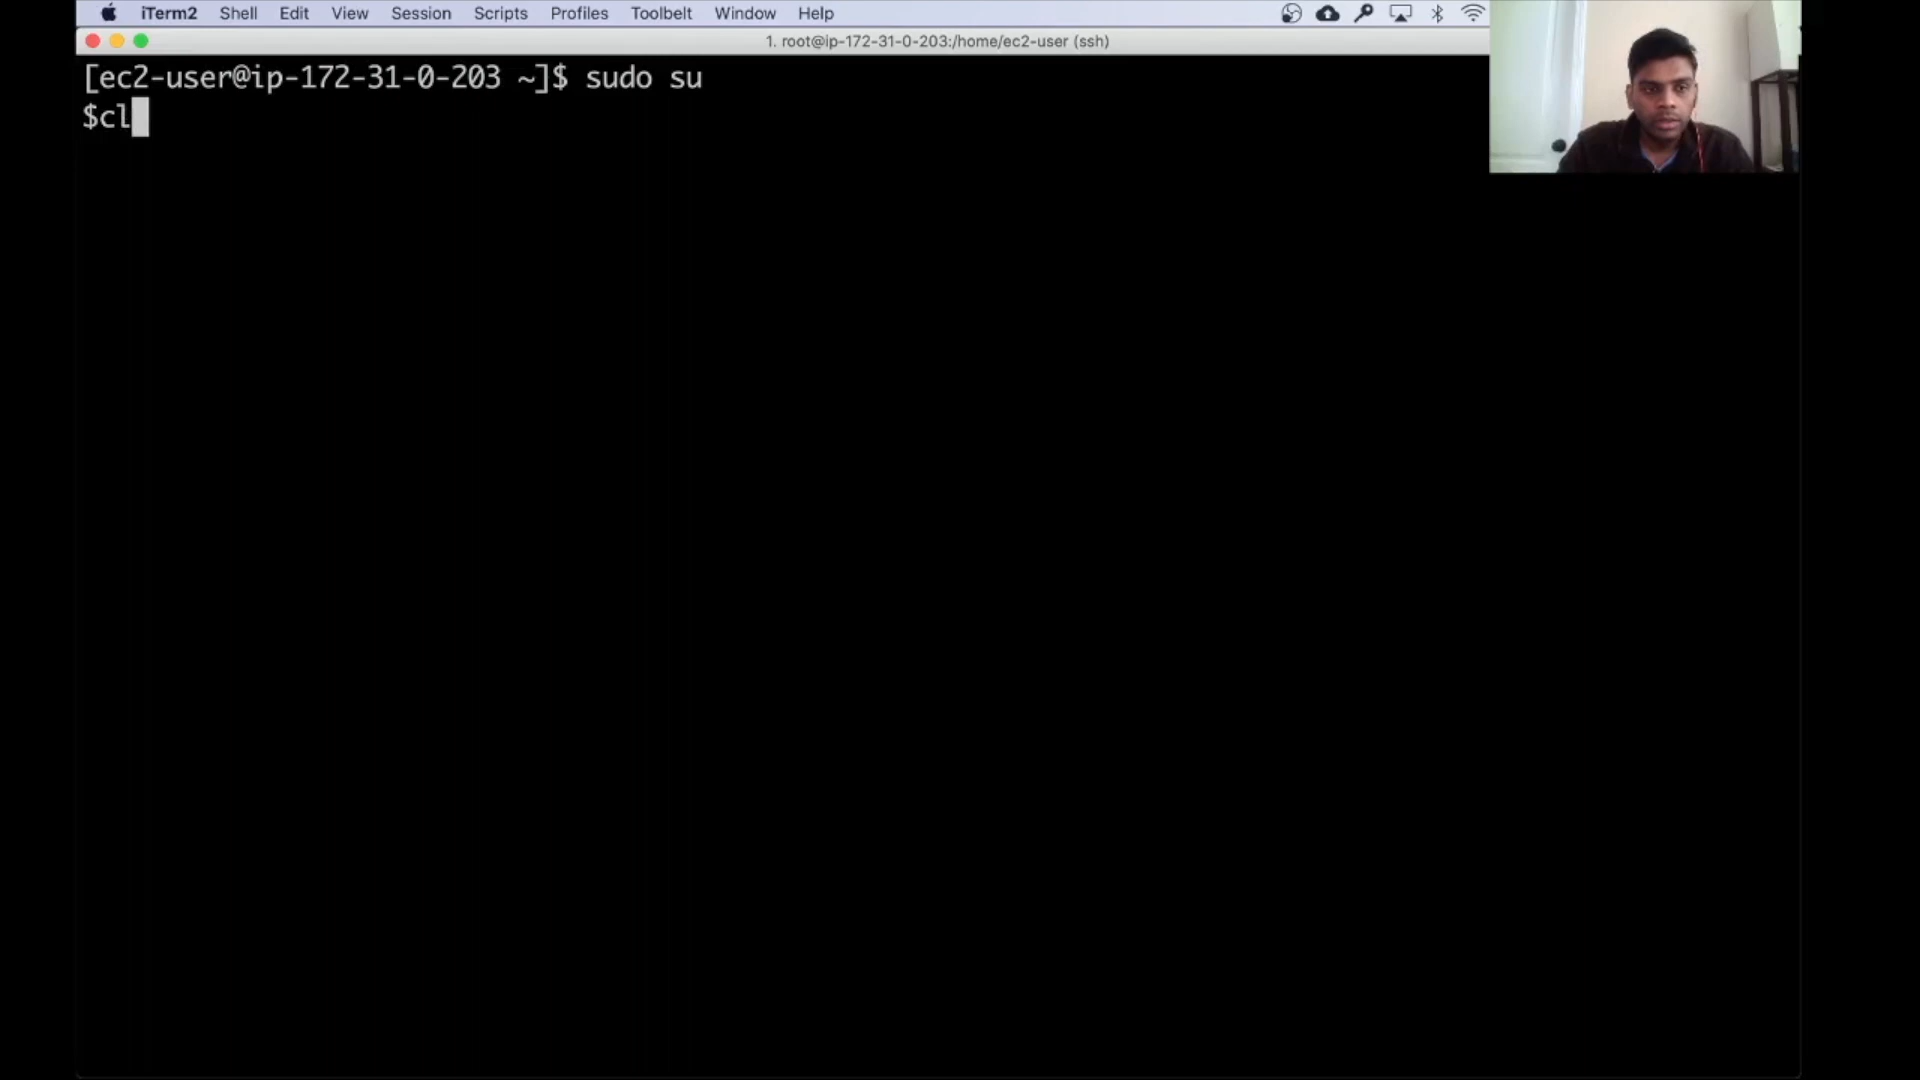 iTerm2 Shell Edit View Session Scripts Profiles Toolbelt Window Help
1. root@ip-172-31-0-203:/home/ec2-user (ssh)
[ec2-user@ip-172-31-0-203 ~]$ sudo su
$cl